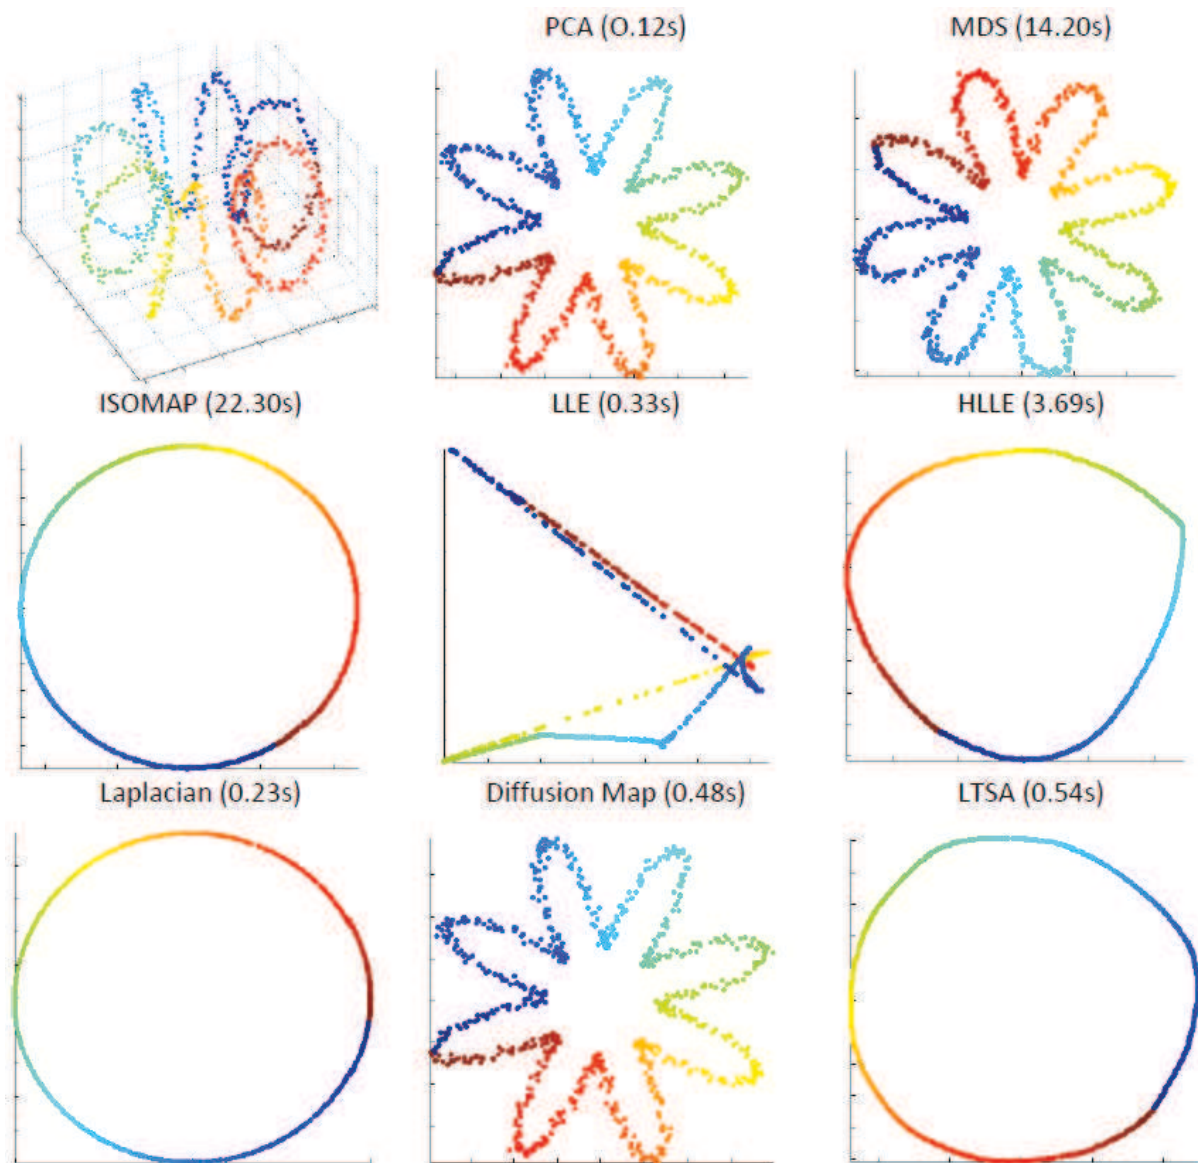 PCA (O.12s)
MDS (14.20s)
ISOMAP (22.30s)
LLE (0.33s)
HLLE (3.69s)
Laplacian (0.23s)
Diffusion Map (0.48s)
LTSA (0.54s)